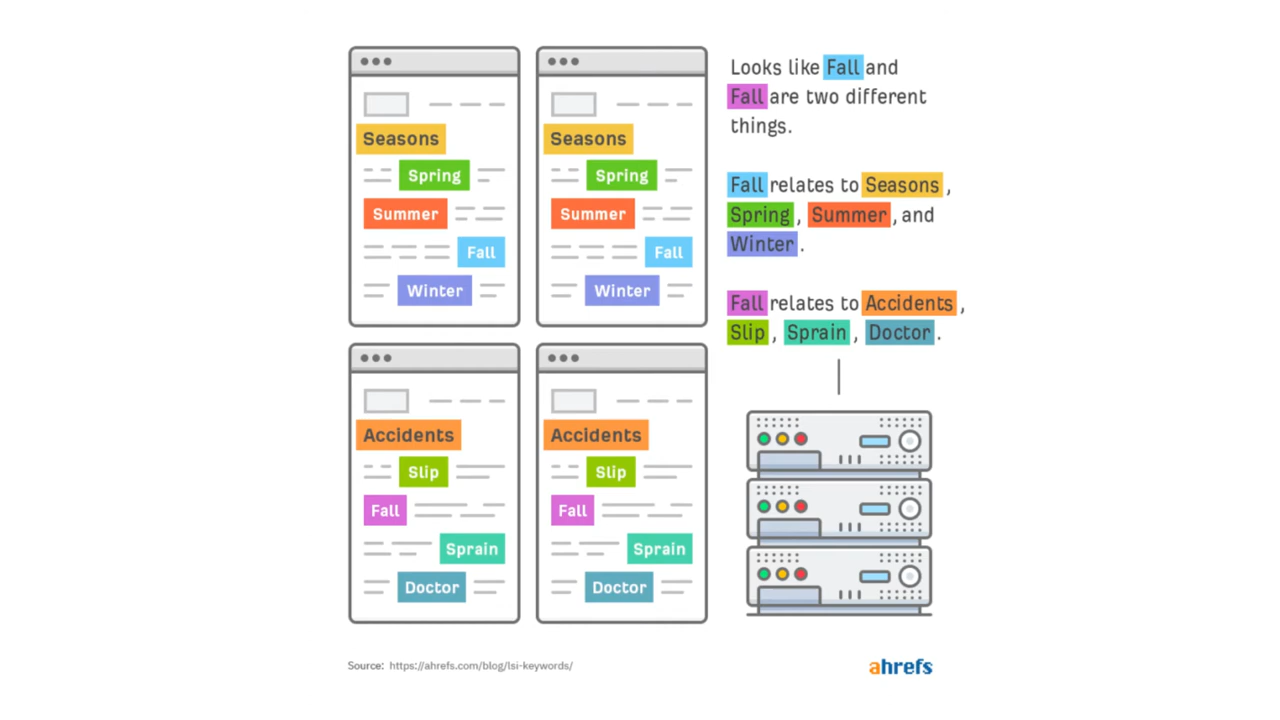 Seasons
Spring
Summer
Fall
Winter
Seasons
Spring
Summer
Fall
Winter
Looks like Fall and
Fall are two different
things.
Fall relates to Seasons,
Spring, Summer, and
Winter.
Fall relates to Accidents,
Slip, Sprain, Doctor.
Accidents
Slip
Fall
Sprain
Doctor
Accidents
Slip
Fall
Sprain
Doctor
Source: https://ahrefs.com/blog/lsi-keywords/
ahrefs